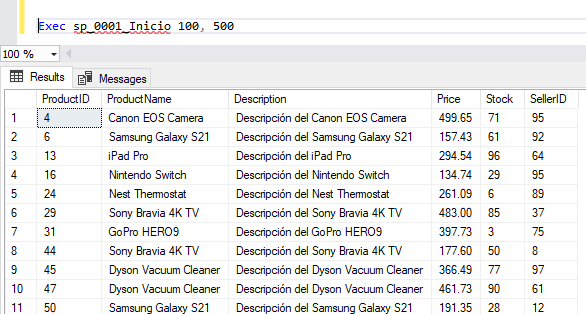 Exec sp_0001_Inicio 100, 500
100 %
Results Messages
ProductID ProductName Description Price Stock SellerID
1 4 Canon EOS Camera Descripción del Canon EOS Camera 499.65 71 95
2 6 Samsung Galaxy S21 Descripción del Samsung Galaxy S21 157.43 61 92
3 13 iPad Pro Descripción del iPad Pro 294.54 96 64
4 16 Nintendo Switch Descripción del Nintendo Switch 134.74 29 95
5 24 Nest Thermostat Descripción del Nest Thermostat 261.09 6 89
6 29 Sony Bravia 4K TV Descripción del Sony Bravia 4K TV 483.00 85 37
7 31 GoPro HERO9 Descripción del GoPro HERO9 397.73 3 75
8 44 Sony Bravia 4K TV Descripción del Sony Bravia 4K TV 177.60 50 8
9 45 Dyson Vacuum Cleaner Descripción del Dyson Vacuum Cleaner 366.49 77 97
10 47 Dyson Vacuum Cleaner Descripción del Dyson Vacuum Cleaner 461.73 90 61
11 50 Samsung Galaxy S21 Descripción del Samsung Galaxy S21 191.35 28 12